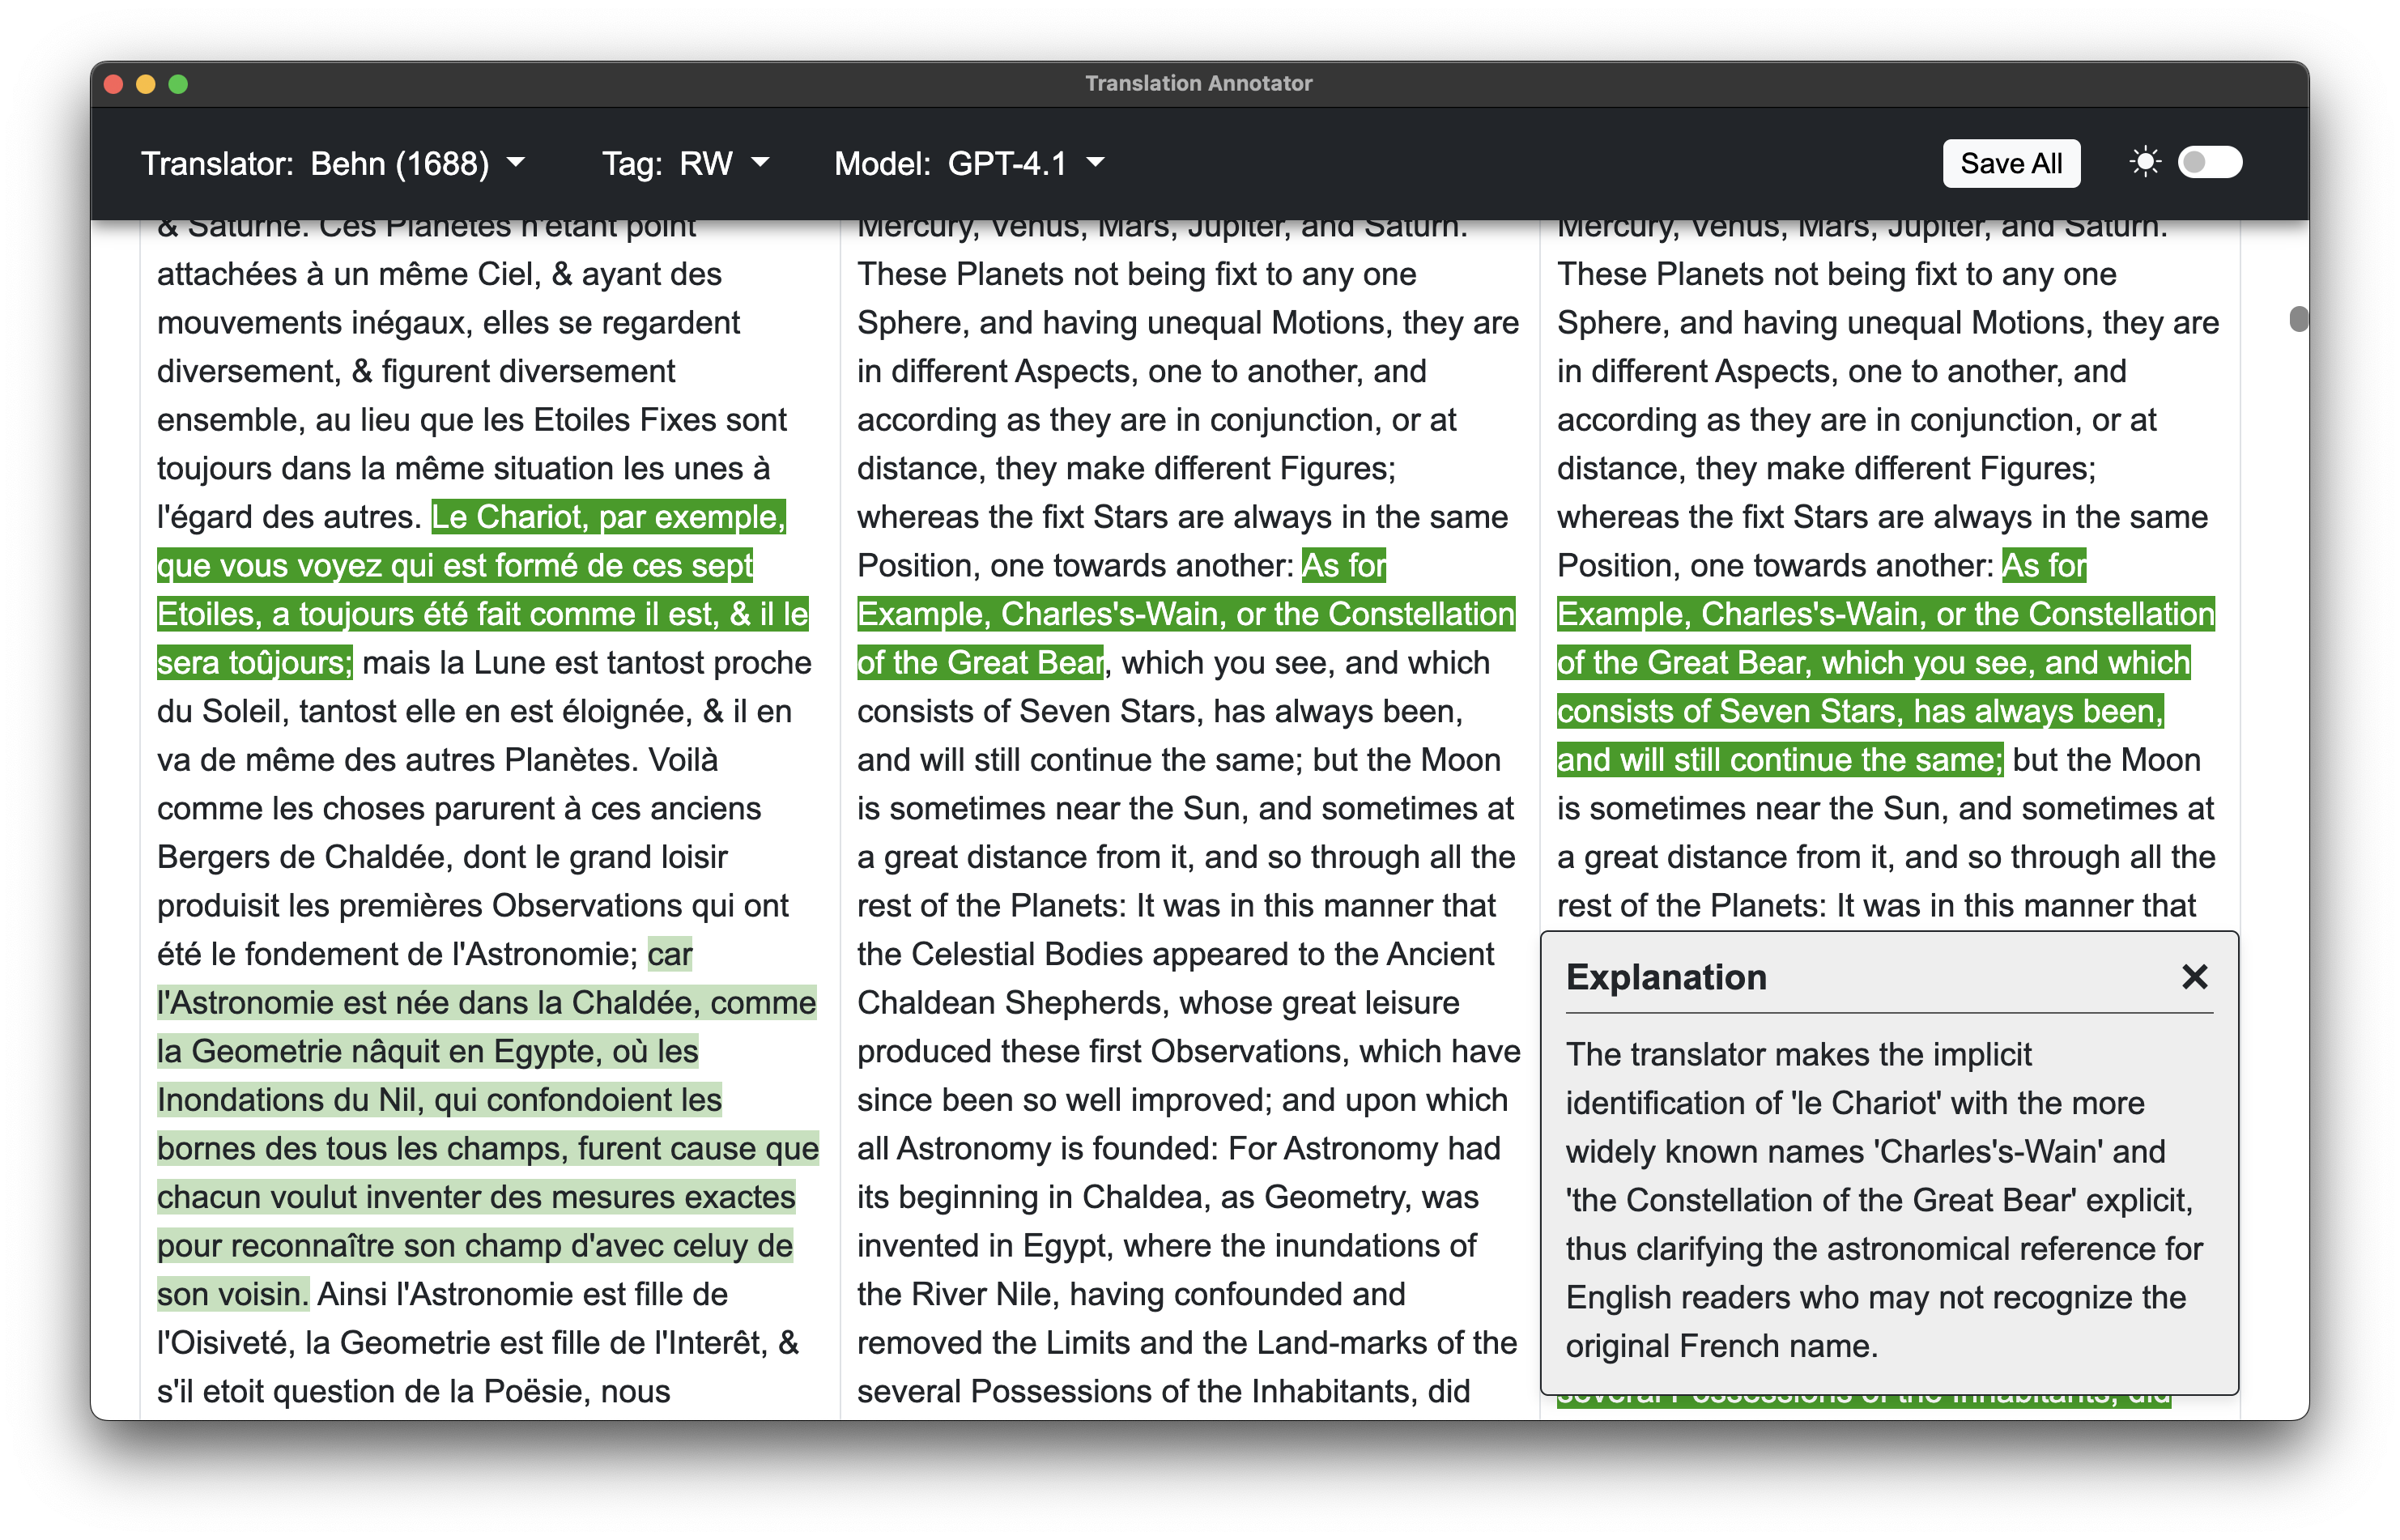 Translation Annotator
Translator: Behn (1688)
Tag: RW
Model: GPT-4.1
Save All
& Saturne. Ces Planètes n'étant point
attachées à un même Ciel, & ayant des
mouvements inégaux, elles se regardent
diversement, & figurent diversement
ensemble, au lieu que les Etoiles Fixes sont
toujours dans la même situation les unes à
l'égard des autres. Le Chariot, par exemple,
que vous voyez qui est formé de ces sept
Etoiles, a toujours été fait comme il est, & il le
sera toûjours; mais la Lune est tantost proche
du Soleil, tantost elle en est éloignée, & il en
va de même des autres Planètes. Voilà
comme les choses parurent à ces anciens
Bergers de Chaldée, dont le grand loisir
produisit les premières Observations qui ont
été le fondement de l'Astronomie; car
l'Astronomie est née dans la Chaldée, comme
la Geometrie nâquit en Egypte, où les
Inondations du Nil, qui confondoient les
bornes des tous les champs, furent cause que
chacun voulut inventer des mesures exactes
pour reconnaître son champ d'avec celuy de
son voisin. Ainsi l'Astronomie est fille de
l'Oisiveté, la Geometrie est fille de l'Interêt, &
s'il etoit question de la Poësie, nous
Mercury, Venus, Mars, Jupiter, and Saturn.
These Planets not being fixt to any one
Sphere, and having unequal Motions, they are
in different Aspects, one to another, and
according as they are in conjunction, or at
distance, they make different Figures;
whereas the fixt Stars are always in the same
Position, one towards another: As for
Example, Charles's-Wain, or the Constellation
of the Great Bear, which you see, and which
consists of Seven Stars, has always been,
and will still continue the same; but the Moon
is sometimes near the Sun, and sometimes at
a great distance from it, and so through all the
rest of the Planets: It was in this manner that
the Celestial Bodies appeared to the Ancient
Chaldean Shepherds, whose great leisure
produced these first Observations, which have
since been so well improved; and upon which
all Astronomy is founded: For Astronomy had
its beginning in Chaldea, as Geometry, was
invented in Egypt, where the inundations of
the River Nile, having confounded and
removed the Limits and the Land-marks of the
several Possessions of the Inhabitants, did
Mercury, Venus, Mars, Jupiter, and Saturn.
These Planets not being fixt to any one
Sphere, and having unequal Motions, they are
in different Aspects, one to another, and
according as they are in conjunction, or at
distance, they make different Figures;
whereas the fixt Stars are always in the same
Position, one towards another: As for
Example, Charles's-Wain, or the Constellation
of the Great Bear, which you see, and which
consists of Seven Stars, has always been,
and will still continue the same; but the Moon
is sometimes near the Sun, and sometimes at
a great distance from it, and so through all the
rest of the Planets: It was in this manner that
Explanation
The translator makes the implicit
identification of 'le Chariot' with the more
widely known names 'Charles's-Wain' and
'the Constellation of the Great Bear' explicit,
thus clarifying the astronomical reference for
English readers who may not recognize the
original French name.
several Possessions of the Inhabitants, did